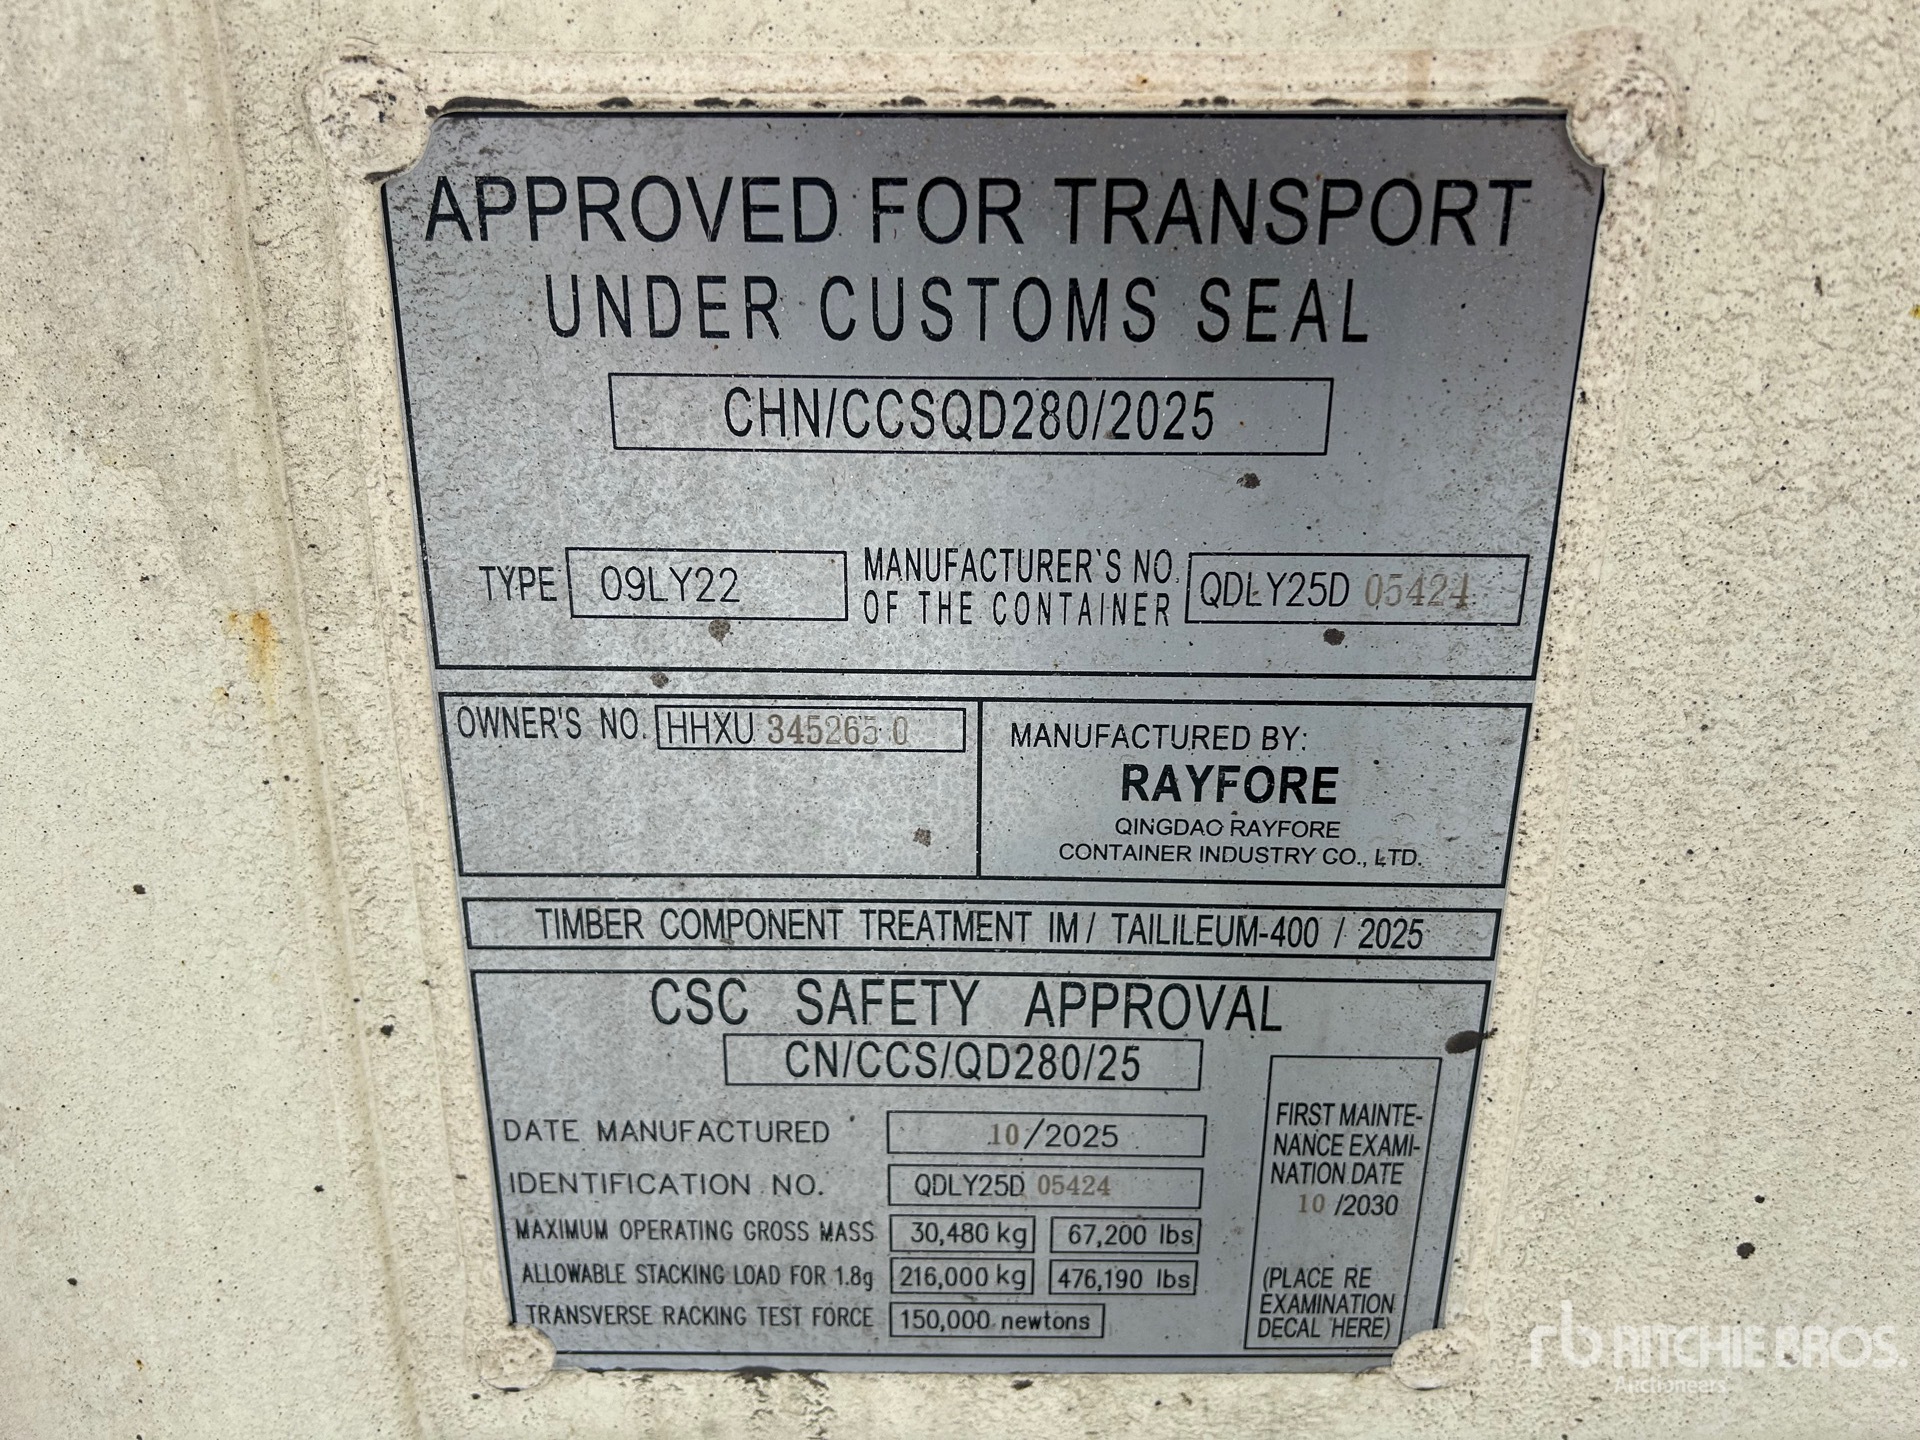 APPROVED FOR TRANSPORT
UNDER CUSTOMS SEAL
CHN/CCSQD280/2025
TYPE 09LY22
MANUFACTURER'S NO.
OF THE CONTAINER
QDLY25D 05424
OWNER'S NO. HHXU 345265 0
MANUFACTURED BY:
RAYFORE
QINGDAO RAYFORE
CONTAINER INDUSTRY CO., LTD.
TIMBER COMPONENT TREATMENT IM / TAILILEUM-400 / 2025
CSC SAFETY APPROVAL
CN/CCS/QD280/25
DATE MANUFACTURED 10/2025
IDENTIFICATION NO. QDLY25D 05424
MAXIMUM OPERATING GROSS MASS 30,480 kg 67,200 lbs
ALLOWABLE STACKING LOAD FOR 1.8g 216,000 kg 476,190 lbs
TRANSVERSE RACKING TEST FORCE 150,000 newtons
FIRST MAINTE-
NANCE EXAMI-
NATION DATE
10 /2030
(PLACE RE
EXAMINATION
DECAL HERE)
rb RITCHIE BROS.
Auctioneers